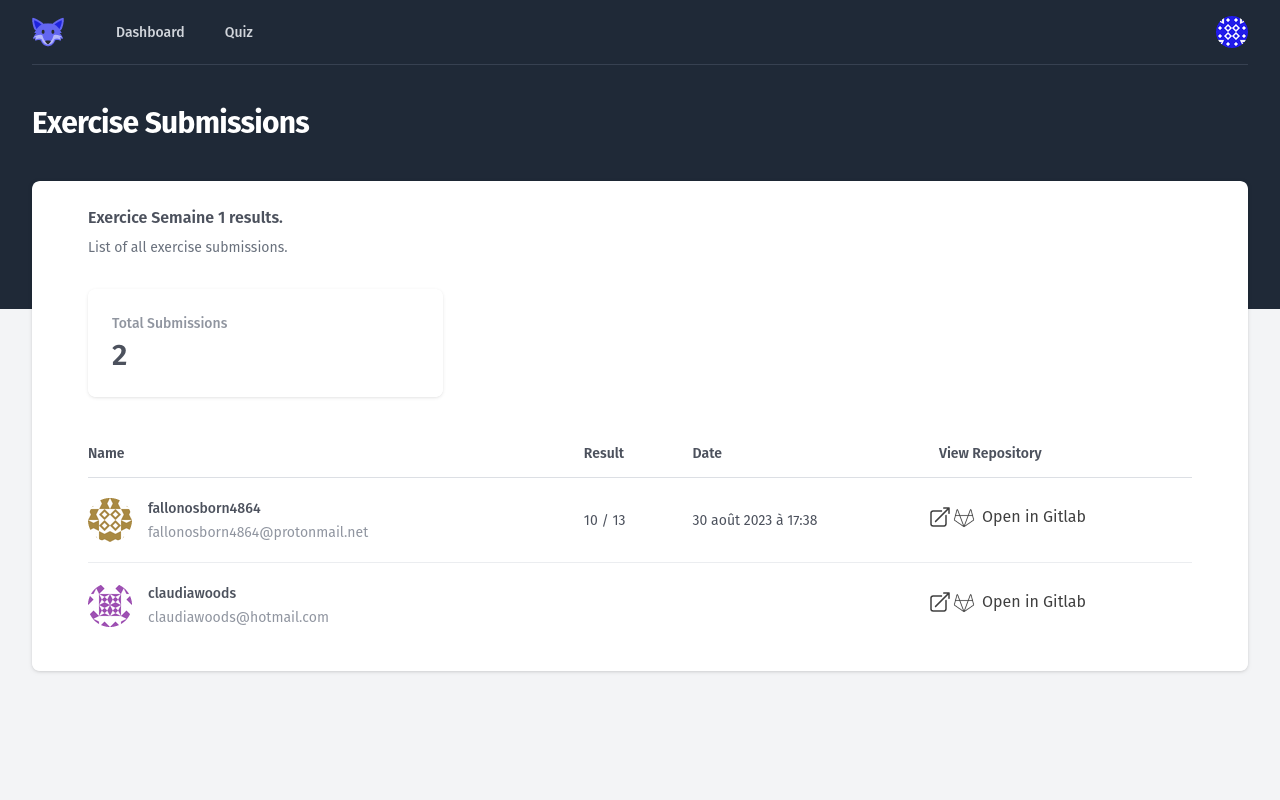 Dashboard Quiz
Exercise Submissions
Exercice Semaine 1 results.
List of all exercise submissions.
Total Submissions
2
Name Result Date View Repository
fallonosborn4864
fallonosborn4864@protonmail.net
10 / 13 30 août 2023 à 17:38 Open in Gitlab
claudiawoods
claudiawoods@hotmail.com
Open in Gitlab